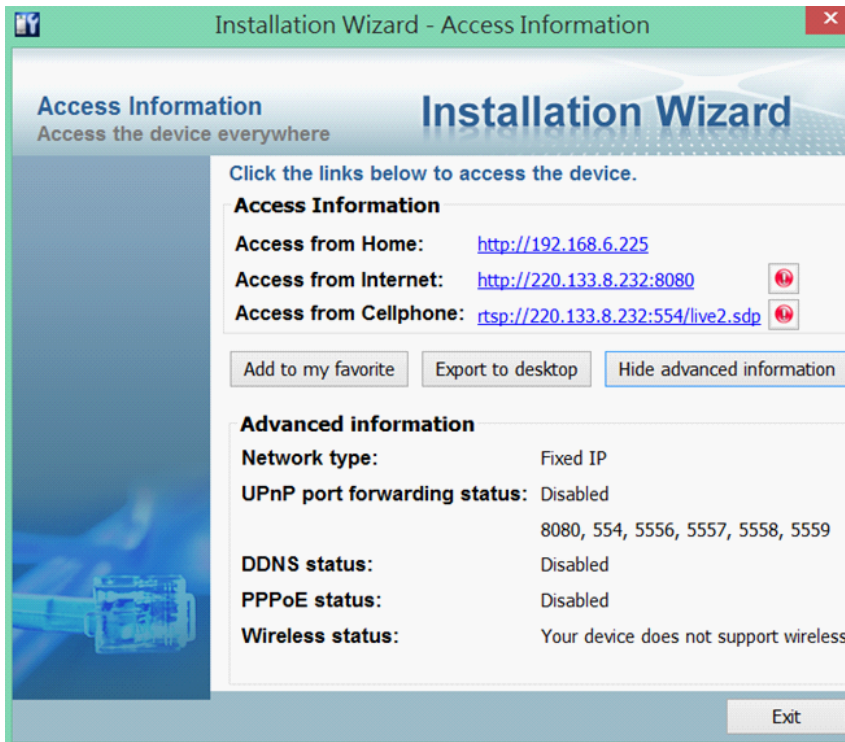 Installation Wizard - Access Information
Access Information
Installation Wizard
Access the device everywhere
Click the links below to access the device.
Access Information
Access from Home: http://192.168.6.225
Access from Internet: http://220.133.8.232:8080
Access from Cellphone: rtsp://220.133.8.232:554/live2.sdp
Add to my favorite Export to desktop Hide advanced information
Advanced information
Network type: Fixed IP
UPnP port forwarding status: Disabled
8080, 554, 5556, 5557, 5558, 5559
DDNS status: Disabled
PPPoE status: Disabled
Wireless status: Your device does not support wireless
Exit